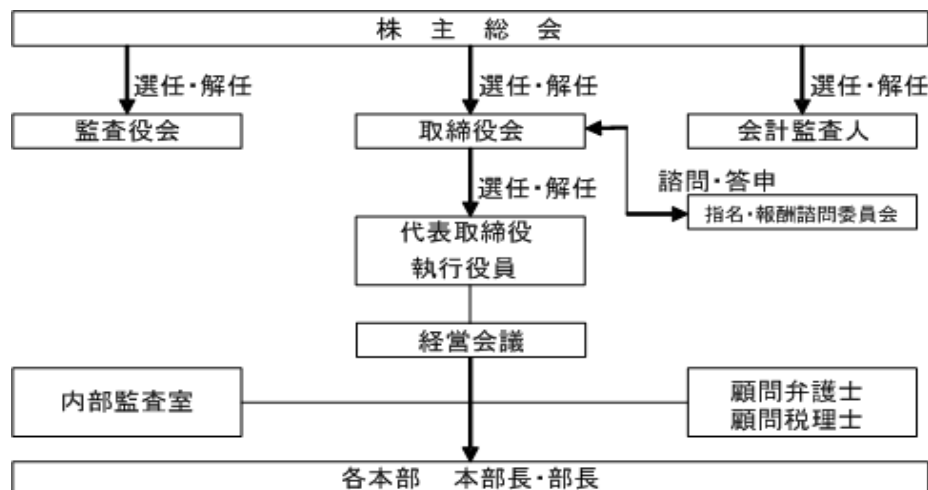 株 主 総 会
選任・解任
選任・解任
選任・解任
監査役会
取締役会
会計監査人
諮問・答申
選任・解任
指名・報酬諮問委員会
代表取締役
執行役員
経営会議
内部監査室
顧問弁護士
顧問税理士
各本部 本部長・部長